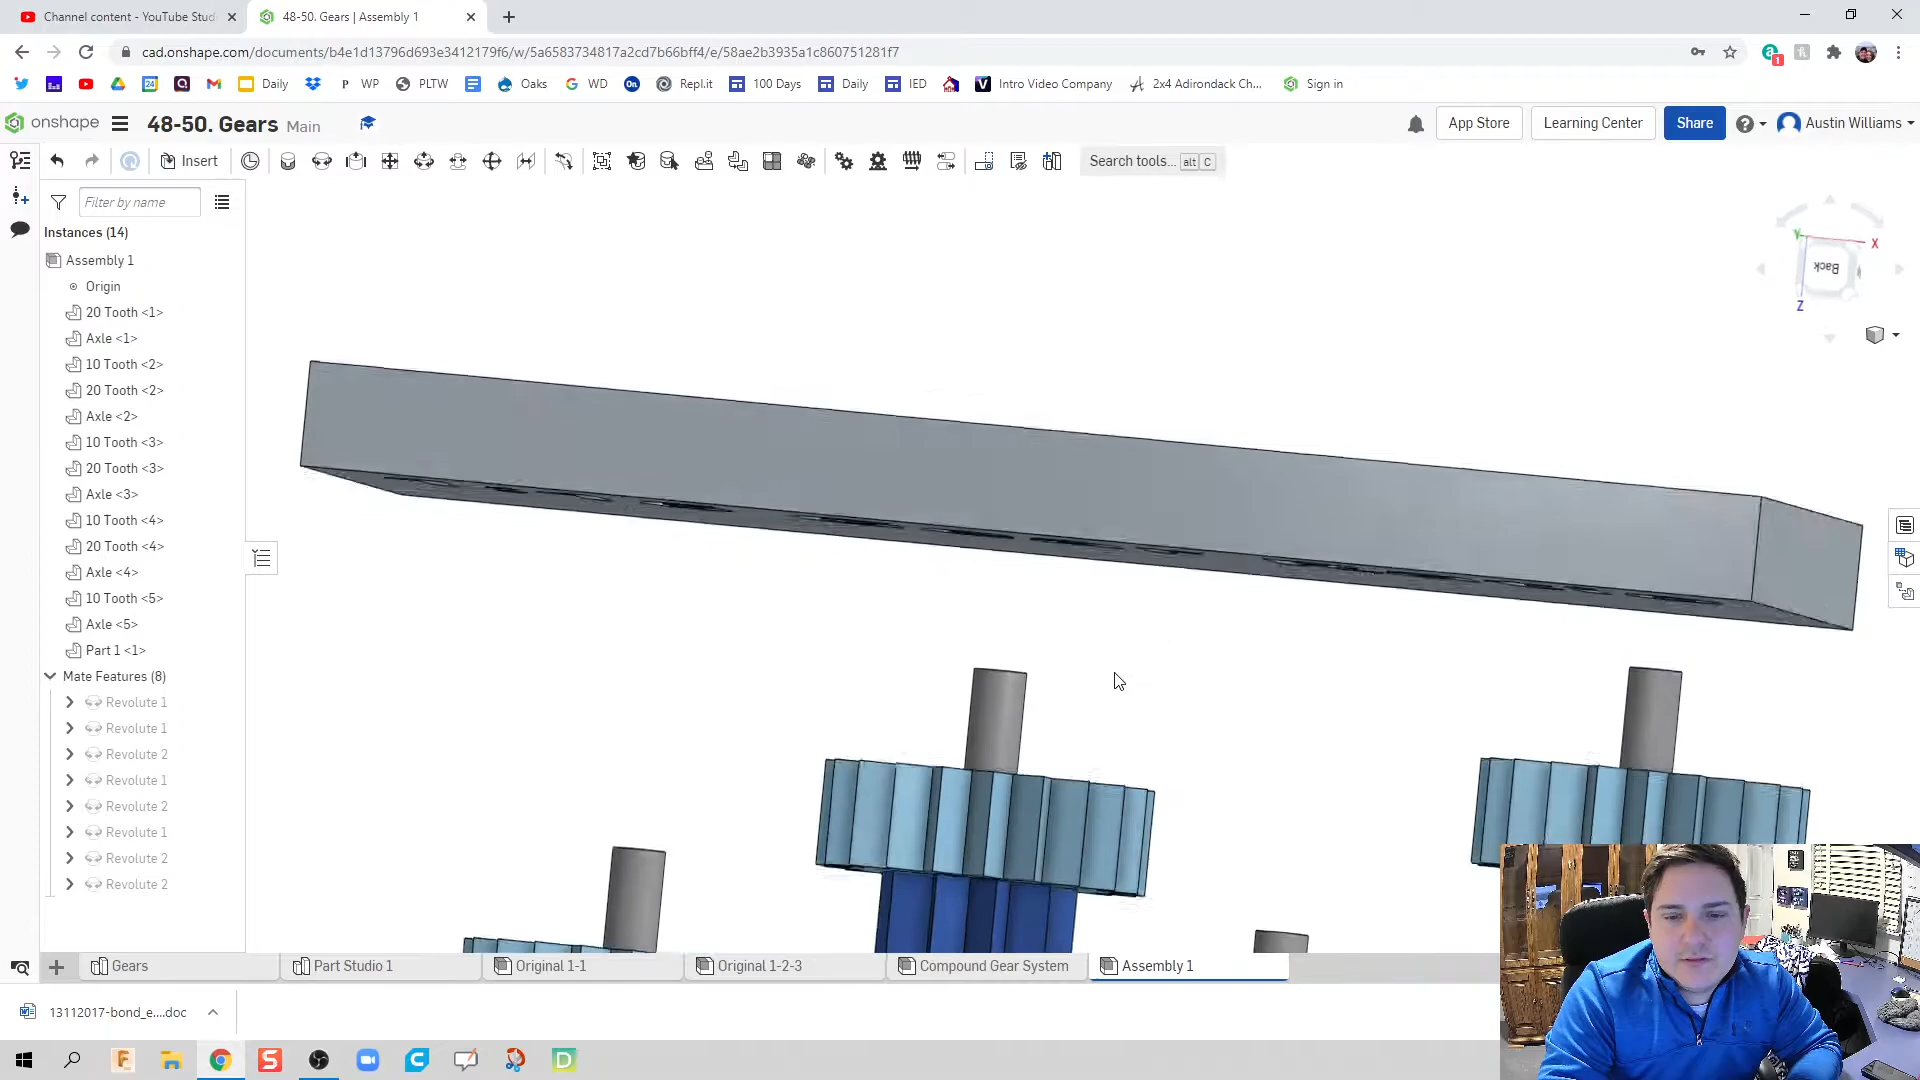 Channel content - YouTube Stud
48-50. Gears | Assembly 1
cad.onshape.com/documents/b4e1d13796d693e3412179f6/w/5a6583734817a2cd7b66bff4/e/58ae2b3935a1c860751281f7
1
24
Daily
P WP
PLTW
Oaks
G WD
On
Repl.it
100 Days
Daily
IED
Intro Video Company
2x4 Adirondack Ch...
Sign in
onshape
48-50. Gears Main
App Store
Learning Center
Share
Austin Williams
Insert
Search tools... alt C
Filter by name
Instances (14)
Assembly 1
Origin
20 Tooth <1>
Axle <1>
10 Tooth <2>
20 Tooth <2>
Axle <2>
10 Tooth <3>
20 Tooth <3>
Axle <3>
10 Tooth <4>
20 Tooth <4>
Axle <4>
10 Tooth <5>
Axle <5>
Part 1 <1>
Mate Features (8)
Revolute 1
Revolute 1
Revolute 2
Revolute 1
Revolute 2
Revolute 1
Revolute 2
Revolute 2
Y
X
Back
Z
Gears
Part Studio 1
Original 1-1
Original 1-2-3
Compound Gear System
Assembly 1
13112017-bond_e....doc